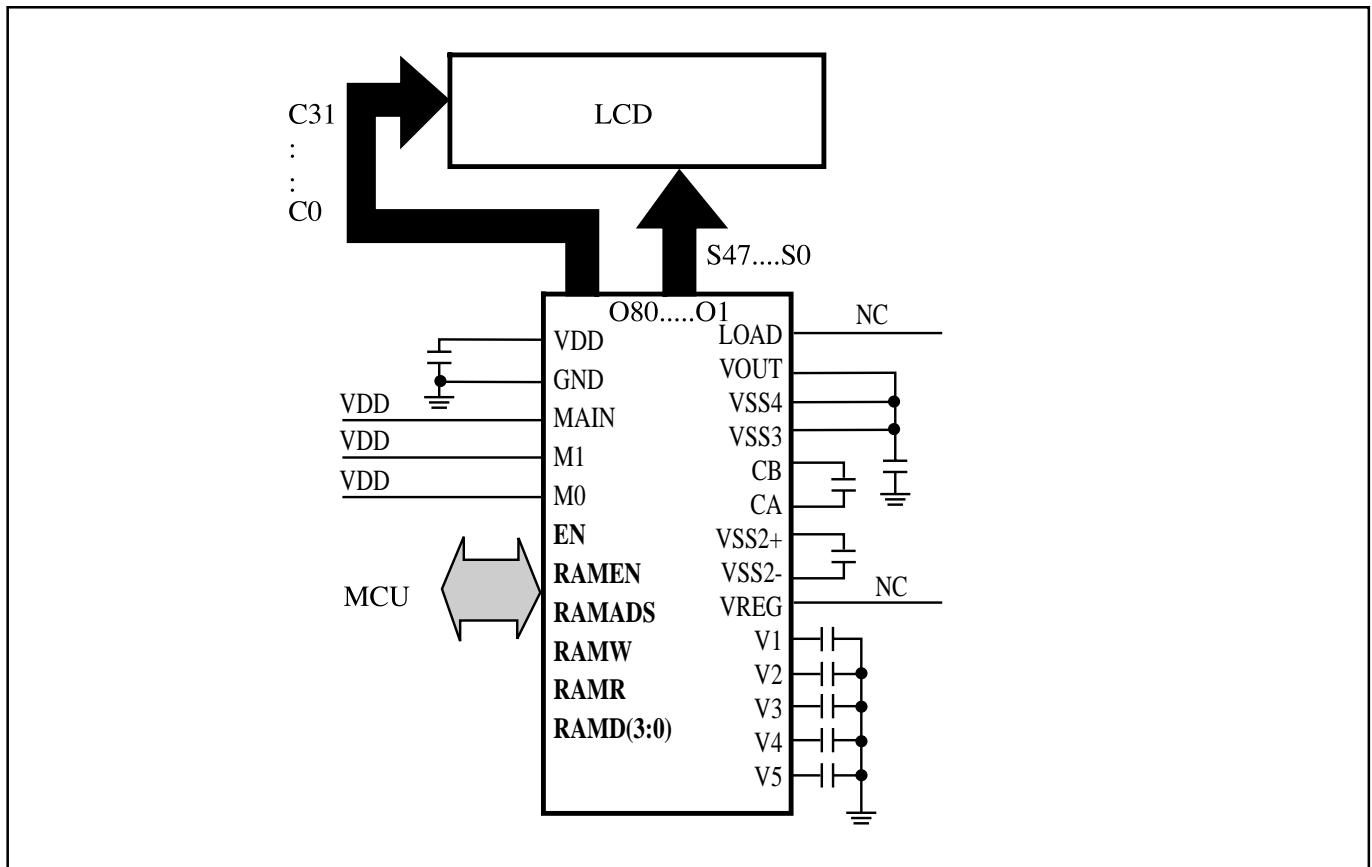 C31
:
:
C0
LCD
S47....S0
O80.....O1
VDD
GND
VDD
MAIN
VDD
M1
VDD
M0
EN
RAMEN
RAMADS
RAMW
RAMR
RAMD(3:0)
MCU
LOAD
NC
VOUT
VSS4
VSS3
CB
CA
VSS2+
VSS2-
VREG
NC
V1
V2
V3
V4
V5